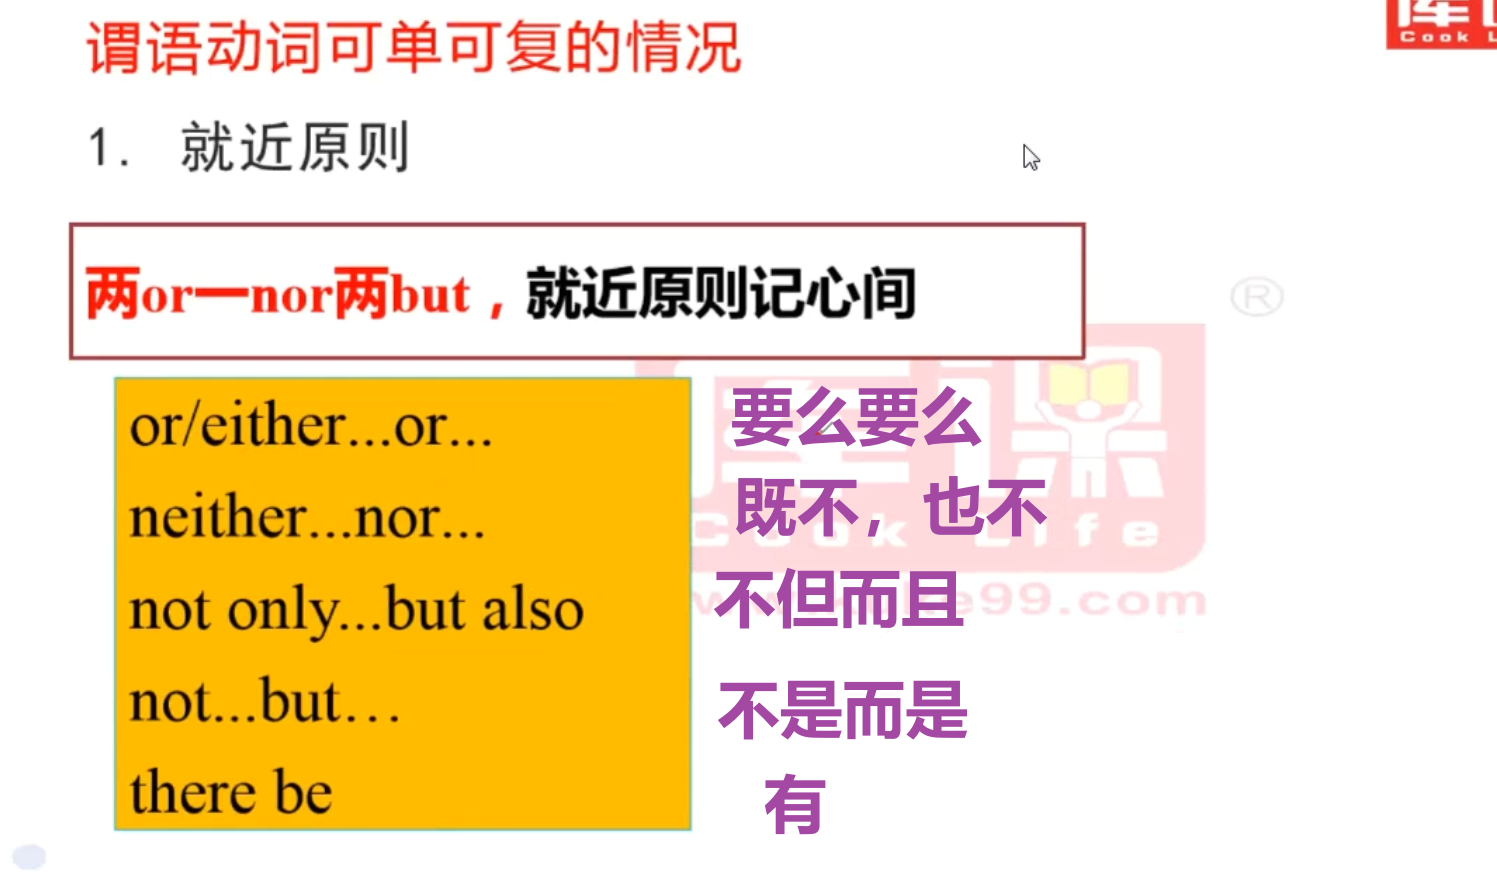 谓语动词可单可复的情况
1. 就近原则
两or一nor两but，就近原则记心间
or/either...or... 要么要么
neither...nor... 既不，也不
not only...but also 不但而且
not...but... 不是而是
there be 有
Cook Life
®